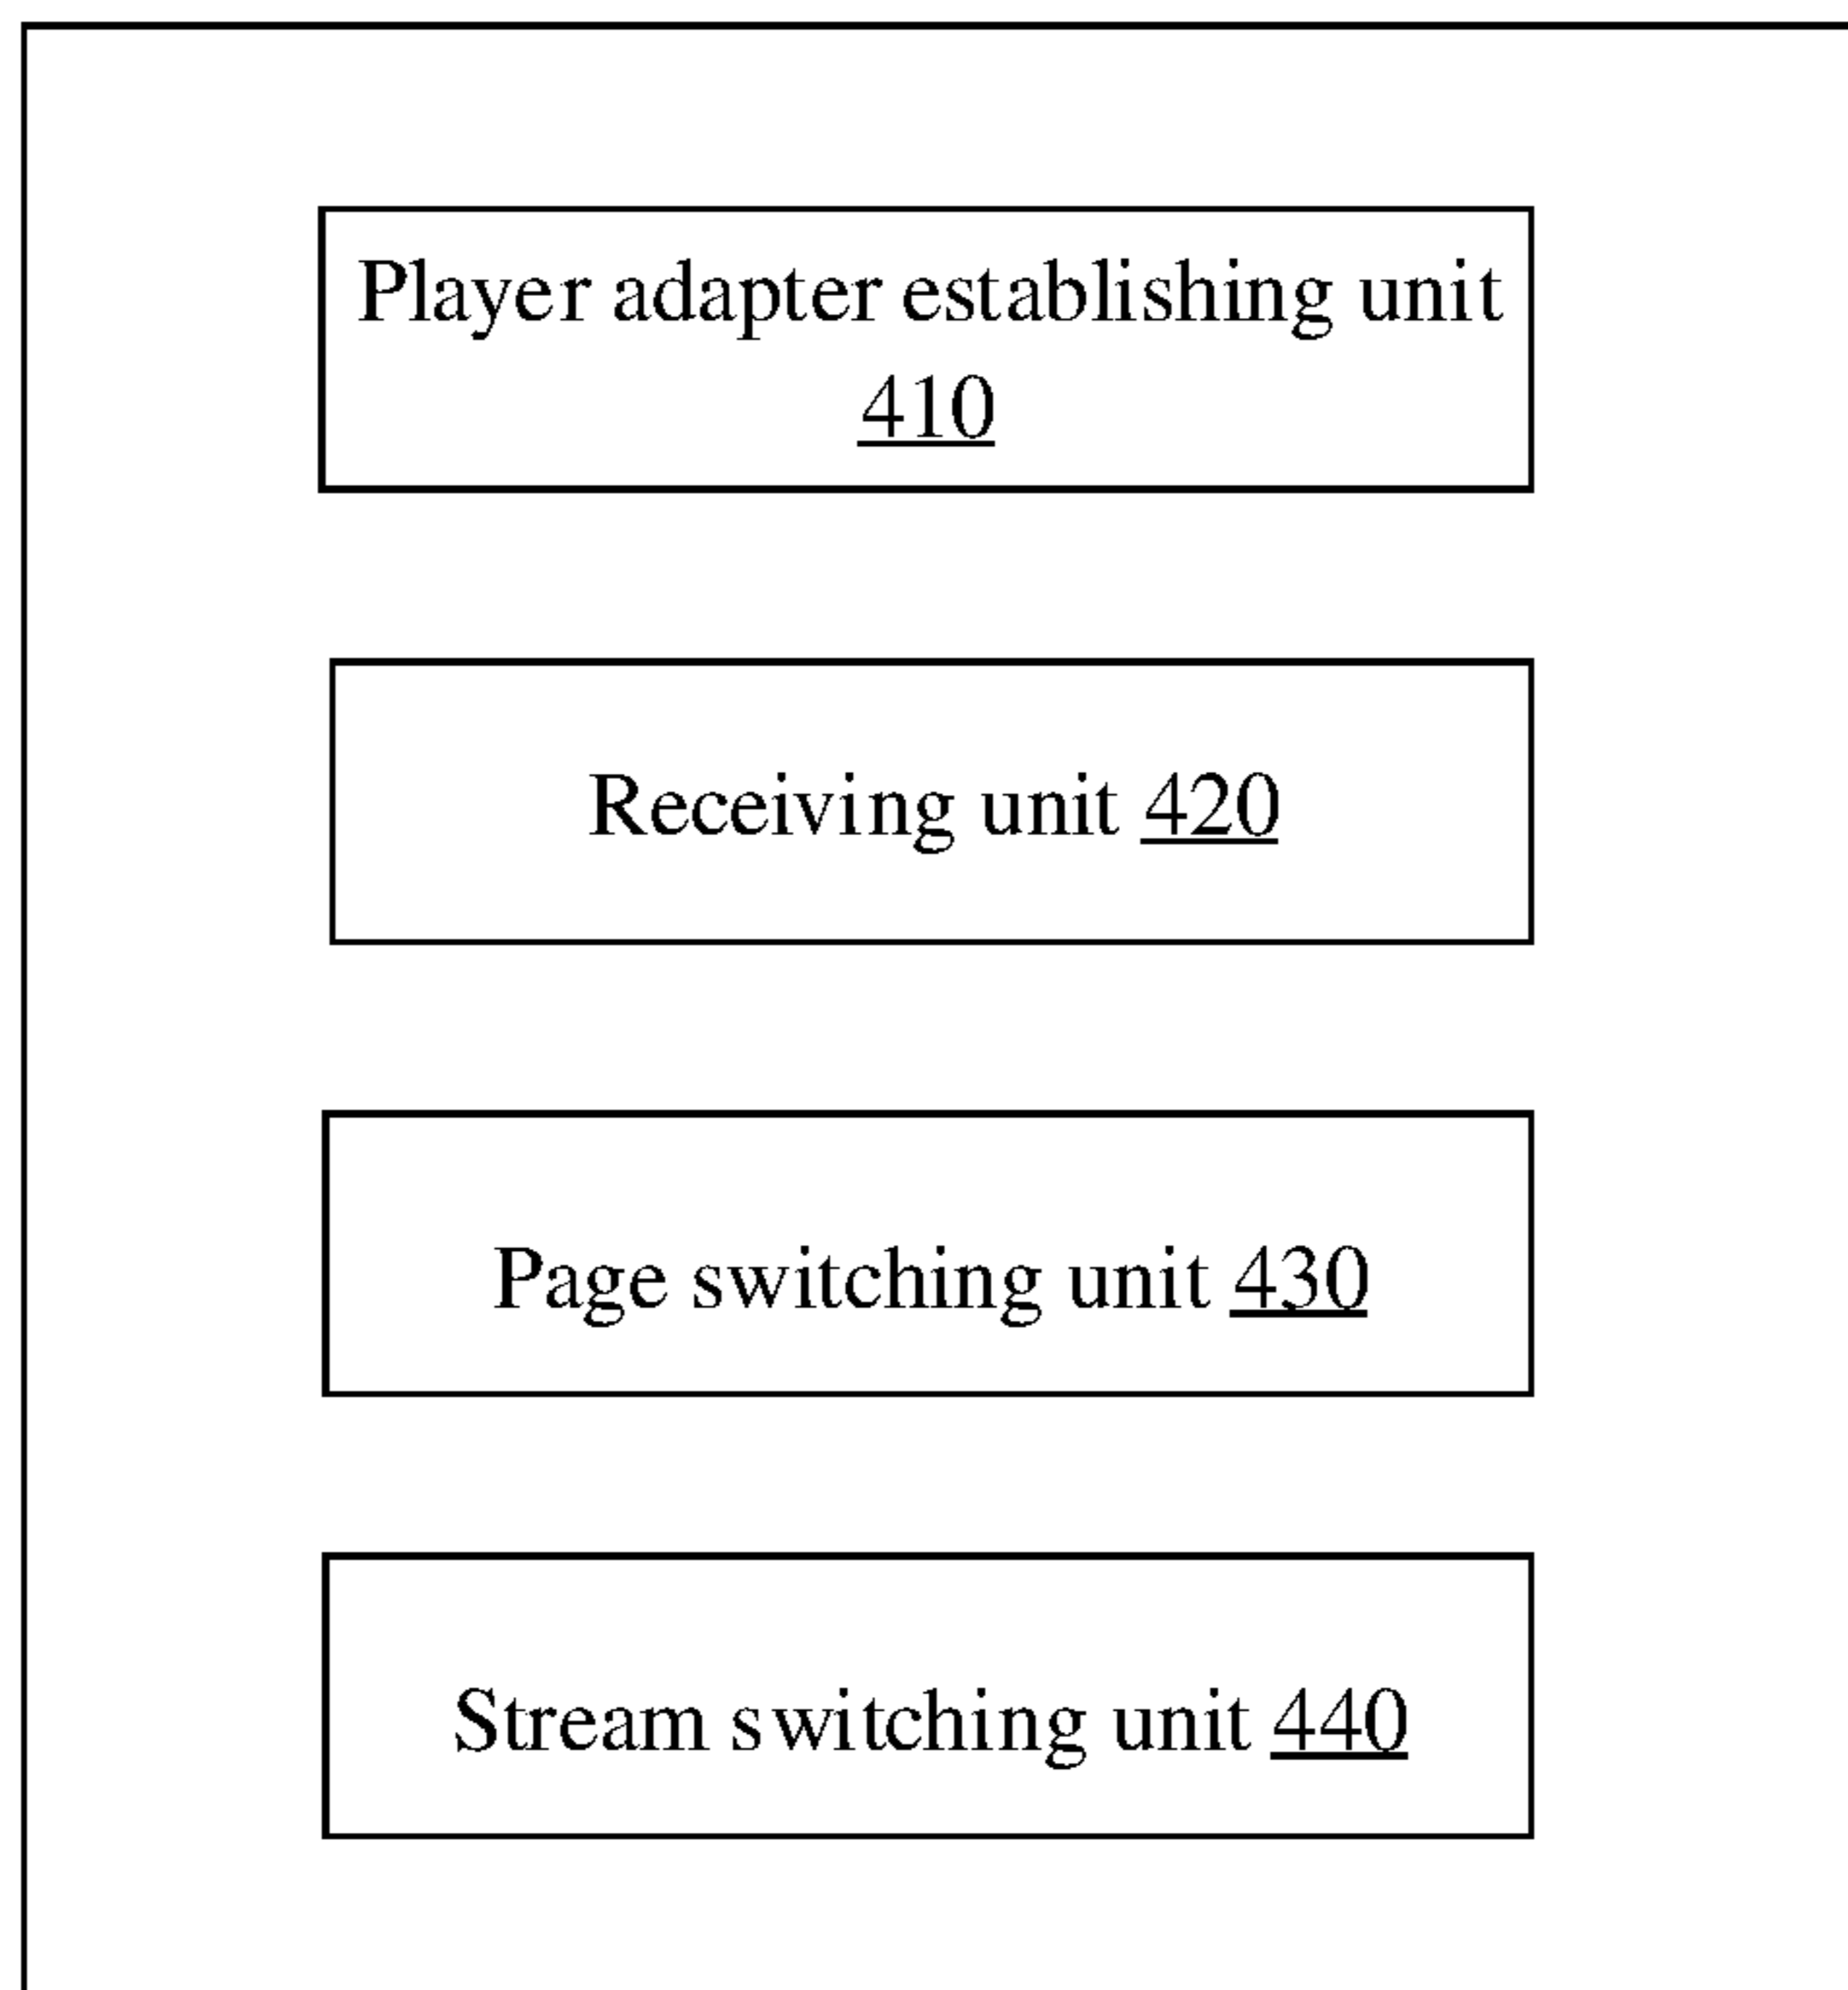 Player adapter establishing unit
410
Receiving unit 420
Page switching unit 430
Stream switching unit 440